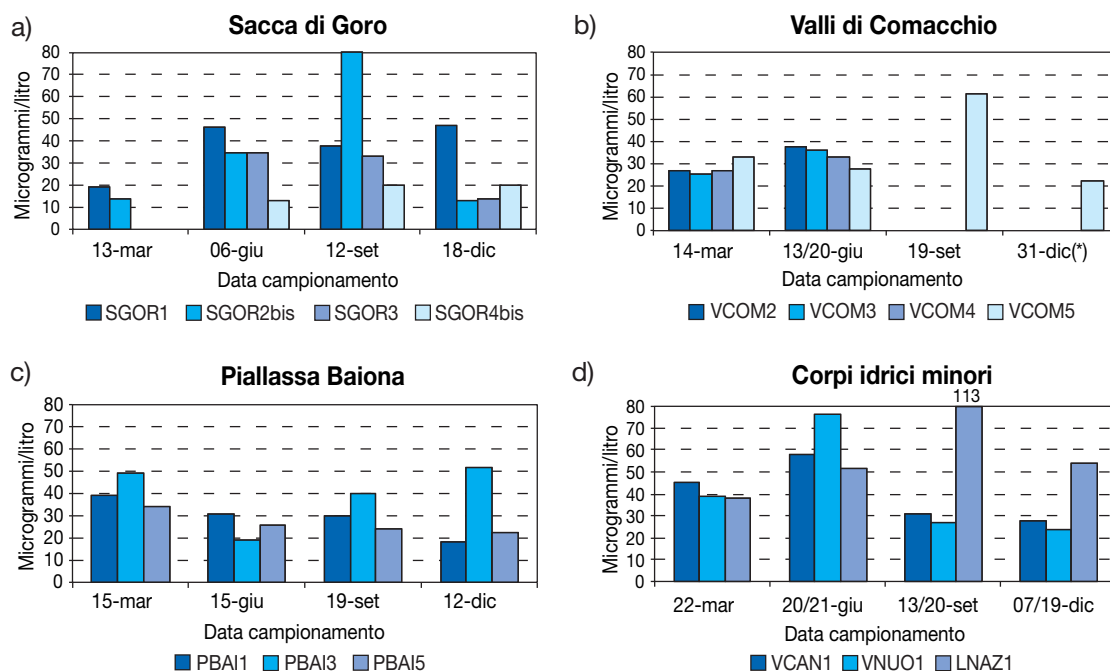 a)
Sacca di Goro
Microgrammi/litro
80
70
60
50
40
30
20
10
0
13-mar 06-giu 12-set 18-dic
Data campionamento
SGOR1 SGOR2bis SGOR3 SGOR4bis
b)
Valli di Comacchio
Microgrammi/litro
80
70
60
50
40
30
20
10
0
14-mar 13/20-giu 19-set 31-dic(*)
Data campionamento
VCOM2 VCOM3 VCOM4 VCOM5
c)
Piallassa Baiona
Microgrammi/litro
80
70
60
50
40
30
20
10
0
15-mar 15-giu 19-set 12-dic
Data campionamento
PBAI1 PBAI3 PBAI5
d)
Corpi idrici minori
113
Microgrammi/litro
80
70
60
50
40
30
20
10
0
22-mar 20/21-giu 13/20-set 07/19-dic
Data campionamento
VCAN1 VNUO1 LNAZ1